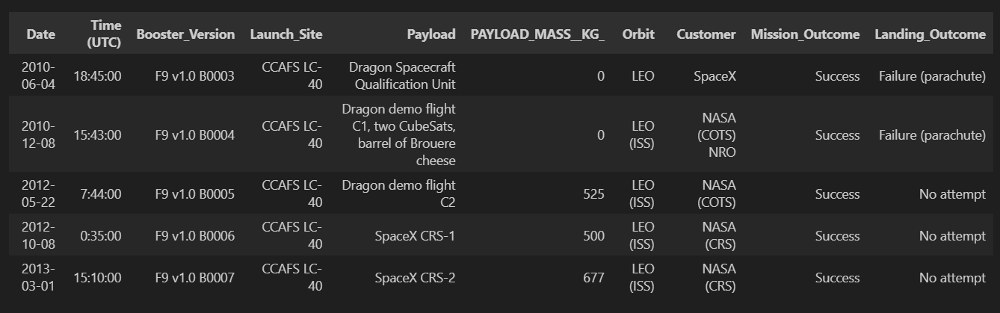 Date Time (UTC) Booster_Version Launch_Site Payload PAYLOAD_MASS__KG_ Orbit Customer Mission_Outcome Landing_Outcome
2010-06-04 18:45:00 F9 v1.0 B0003 CCAFS LC-40 Dragon Spacecraft Qualification Unit 0 LEO SpaceX Success Failure (parachute)
2010-12-08 15:43:00 F9 v1.0 B0004 CCAFS LC-40 Dragon demo flight C1, two CubeSats, barrel of Brouere cheese 0 LEO (ISS) NASA (COTS) NRO Success Failure (parachute)
2012-05-22 7:44:00 F9 v1.0 B0005 CCAFS LC-40 Dragon demo flight C2 525 LEO (ISS) NASA (COTS) Success No attempt
2012-10-08 0:35:00 F9 v1.0 B0006 CCAFS LC-40 SpaceX CRS-1 500 LEO (ISS) NASA (CRS) Success No attempt
2013-03-01 15:10:00 F9 v1.0 B0007 CCAFS LC-40 SpaceX CRS-2 677 LEO (ISS) NASA (CRS) Success No attempt